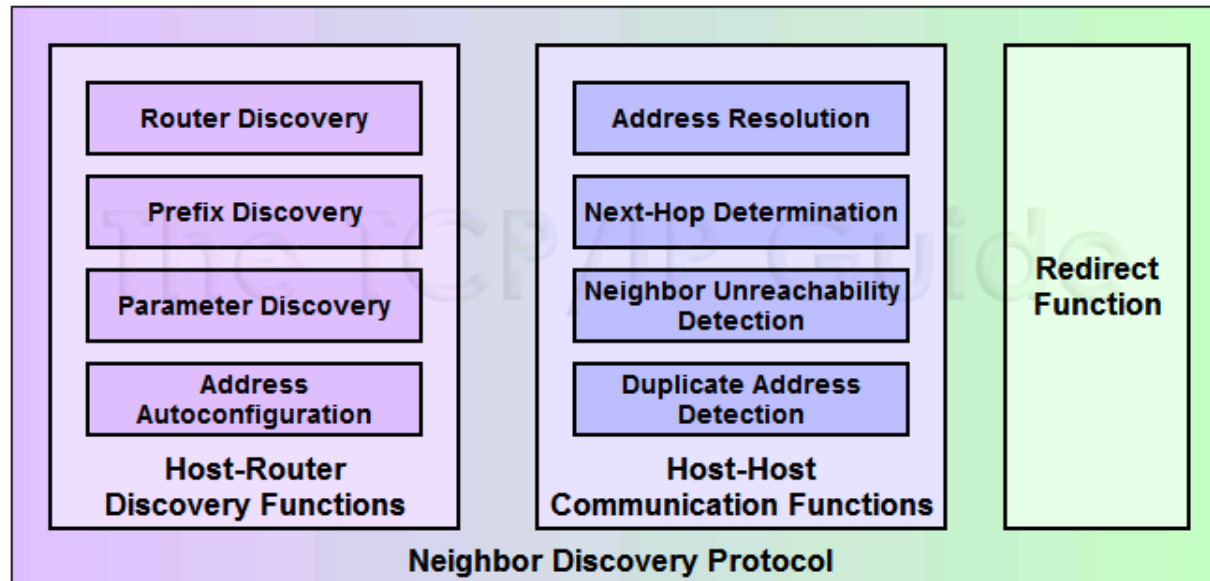 Router Discovery
Prefix Discovery
Parameter Discovery
Address
Autoconfiguration
Host-Router
Discovery Functions
Address Resolution
Next-Hop Determination
Neighbor Unreachability
Detection
Duplicate Address
Detection
Host-Host
Communication Functions
Redirect
Function
Neighbor Discovery Protocol
The TCP/IP Guide